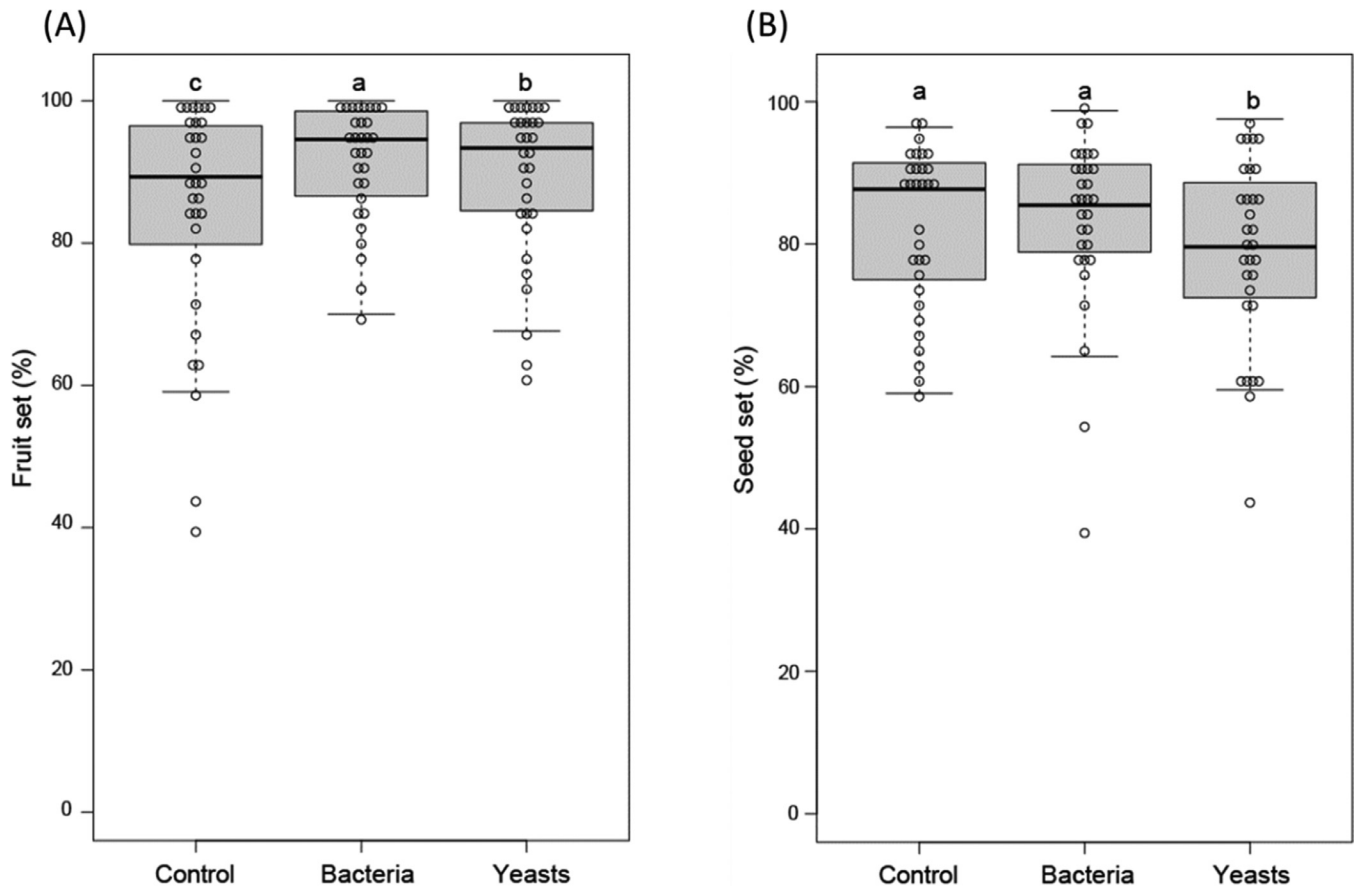 (A)
Fruit set (%)
100
80
60
40
20
0
c a b
Control Bacteria Yeasts
(B)
Seed set (%)
100
80
60
40
20
0
a a b
Control Bacteria Yeasts